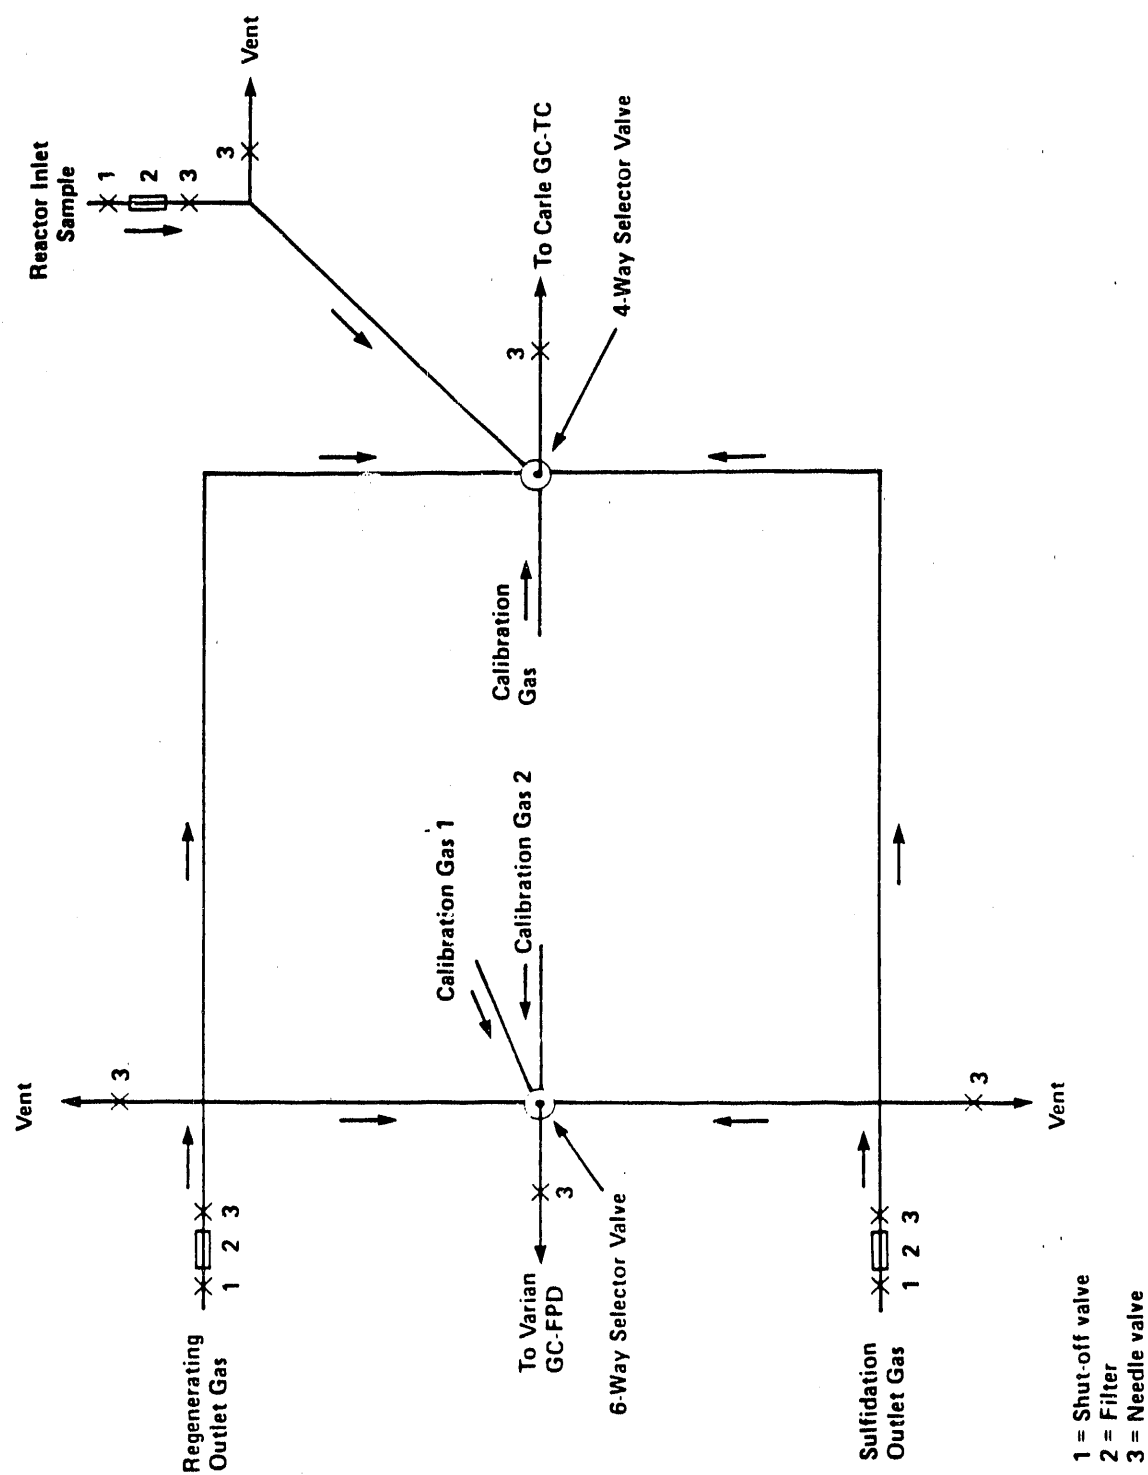 Reactor Inlet
Sample
1
2
3
3
Vent
To Carle GC-TC
3
4-Way Selector Valve
Calibration
Gas
Calibration Gas 1
Calibration Gas 2
Vent
3
Regenerating
Outlet Gas
1
2
3
To Varian
GC-FPD
3
6-Way Selector Valve
Sulfidation
Outlet Gas
1
2
3
3
Vent
1 = Shut-off valve
2 = Filter
3 = Needle valve